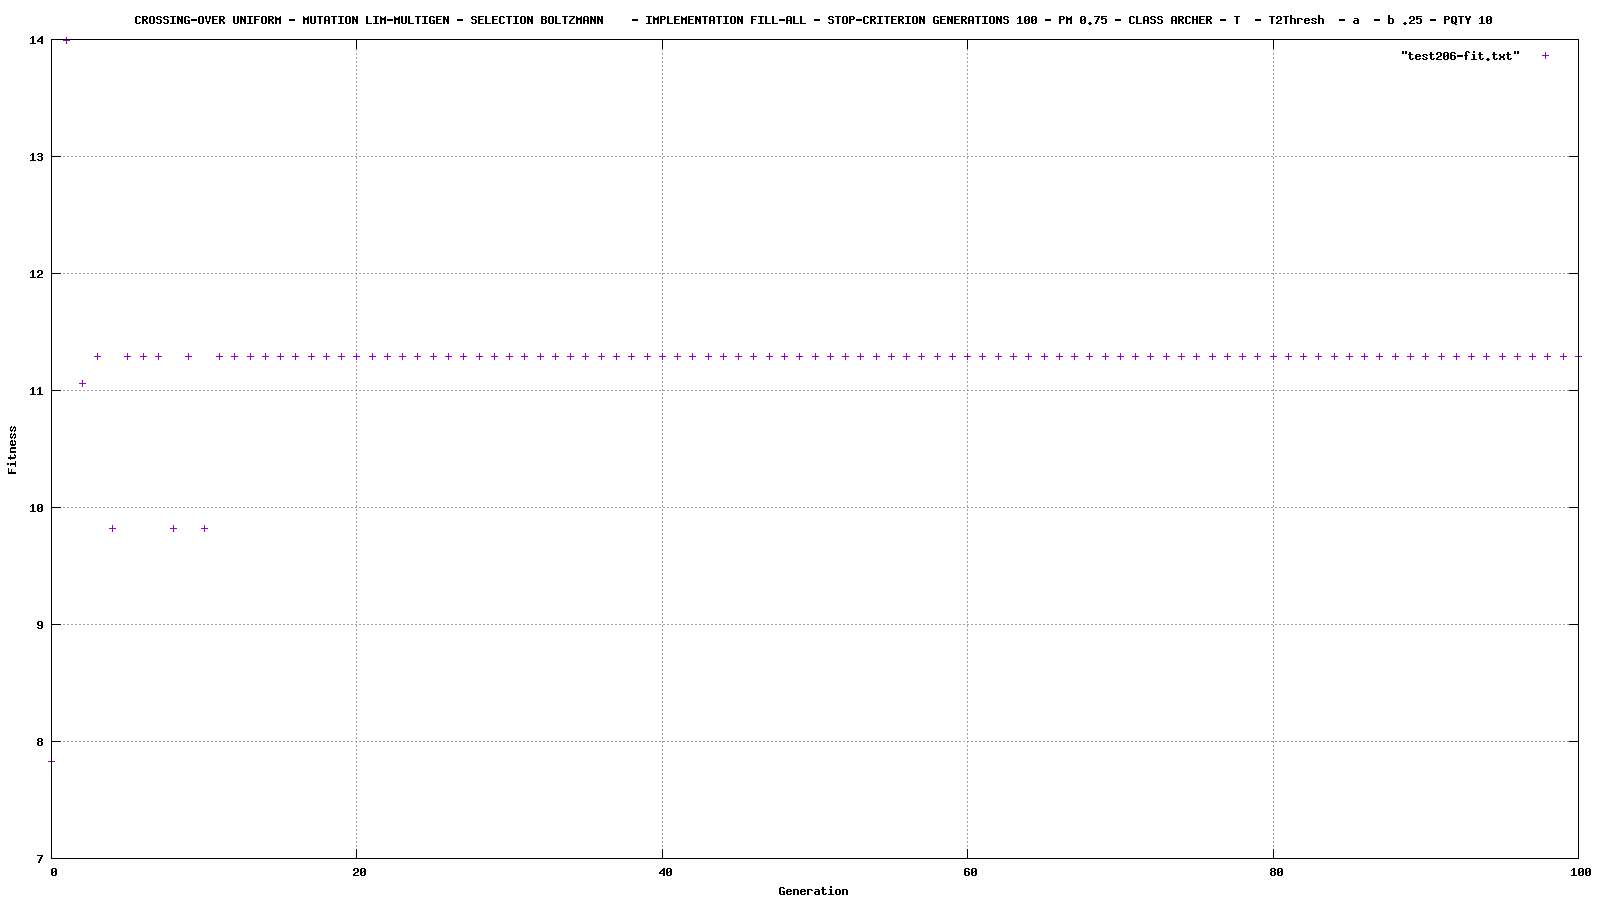 CROSSING-OVER UNIFORM - MUTATION LIM-MULTIGEN - SELECTION BOLTZMANN    - IMPLEMENTATION FILL-ALL - STOP-CRITERION GENERATIONS 100 - PM 0.75 - CLASS ARCHER - T  - T2Thresh  - a  - b .25 - PQTY 10
"test206-fit.txt"
14
13
12
11
10
9
8
7
Fitness
0 20 40 60 80 100
Generation